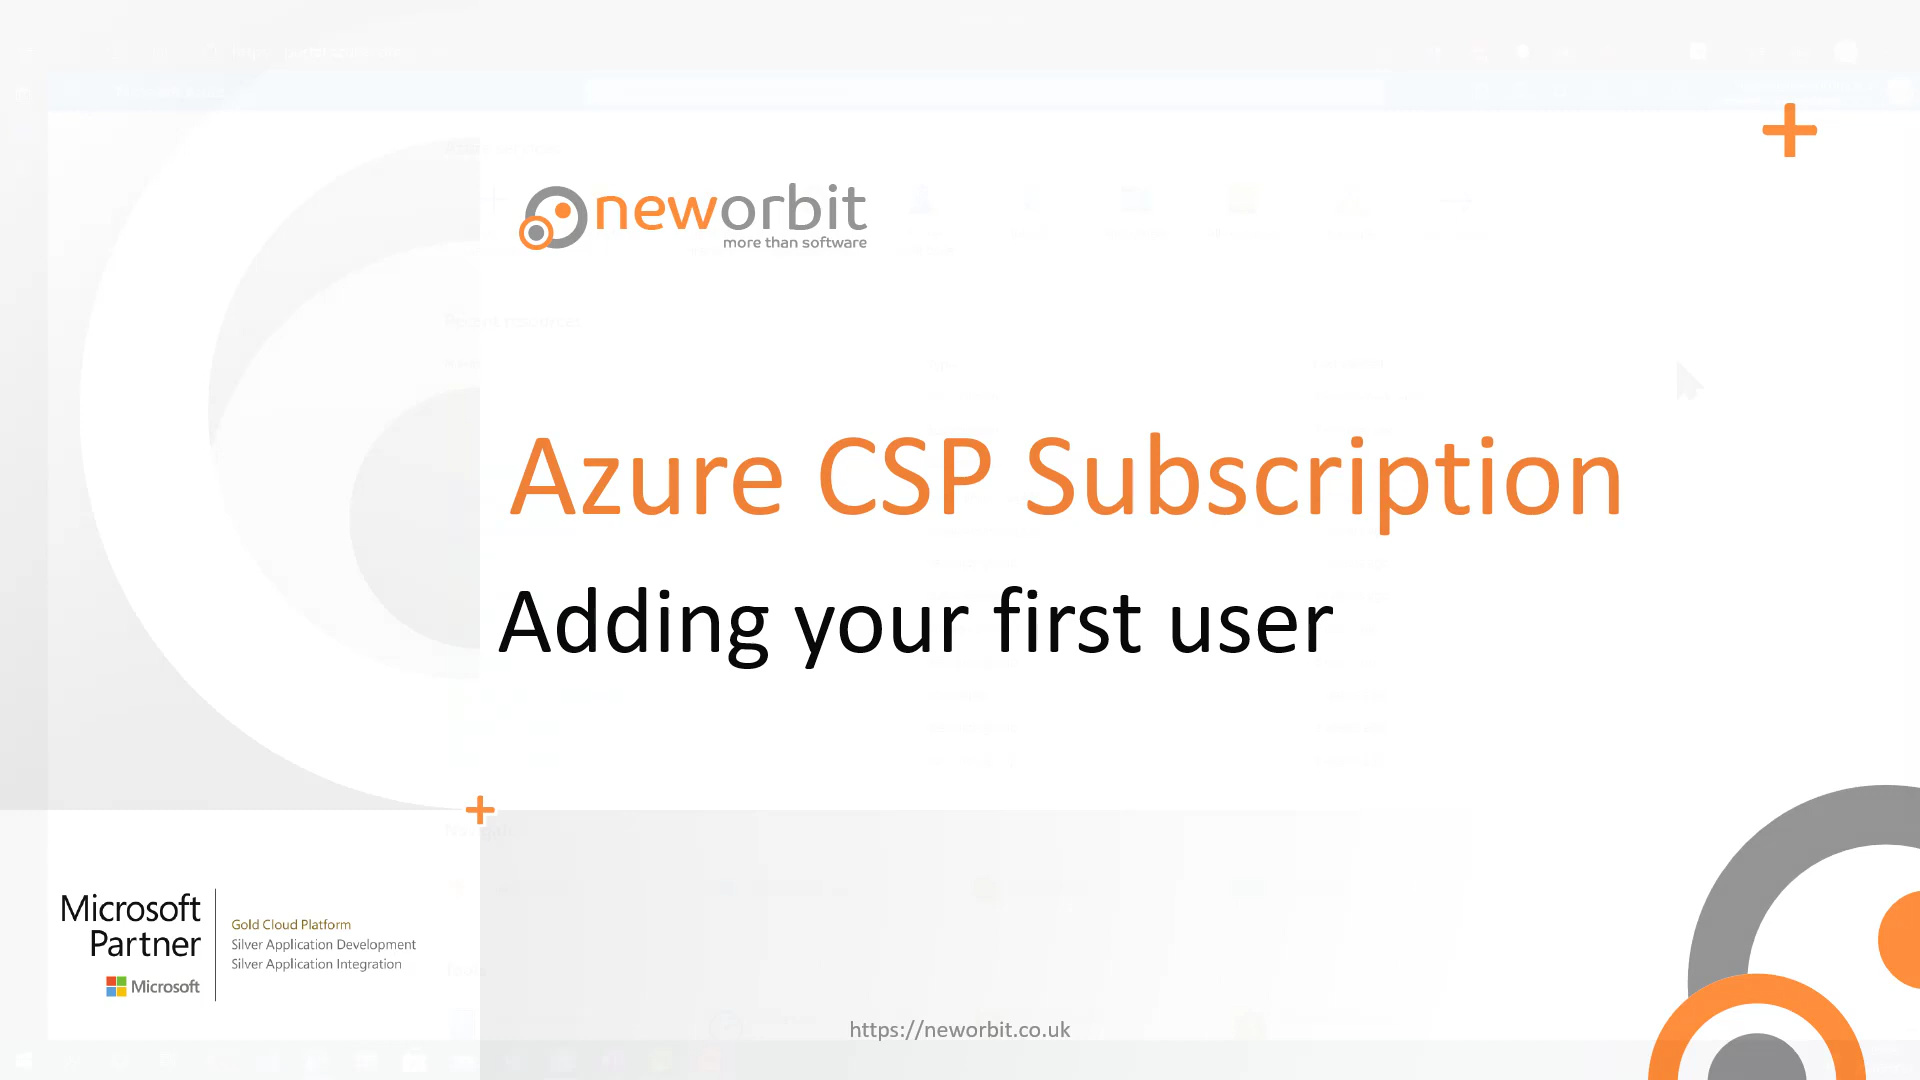 neworbit
more than software
Azure CSP Subscription
Adding your first user
Microsoft
Partner
Microsoft
Gold Cloud Platform
Silver Application Development
Silver Application Integration
https://neworbit.co.uk